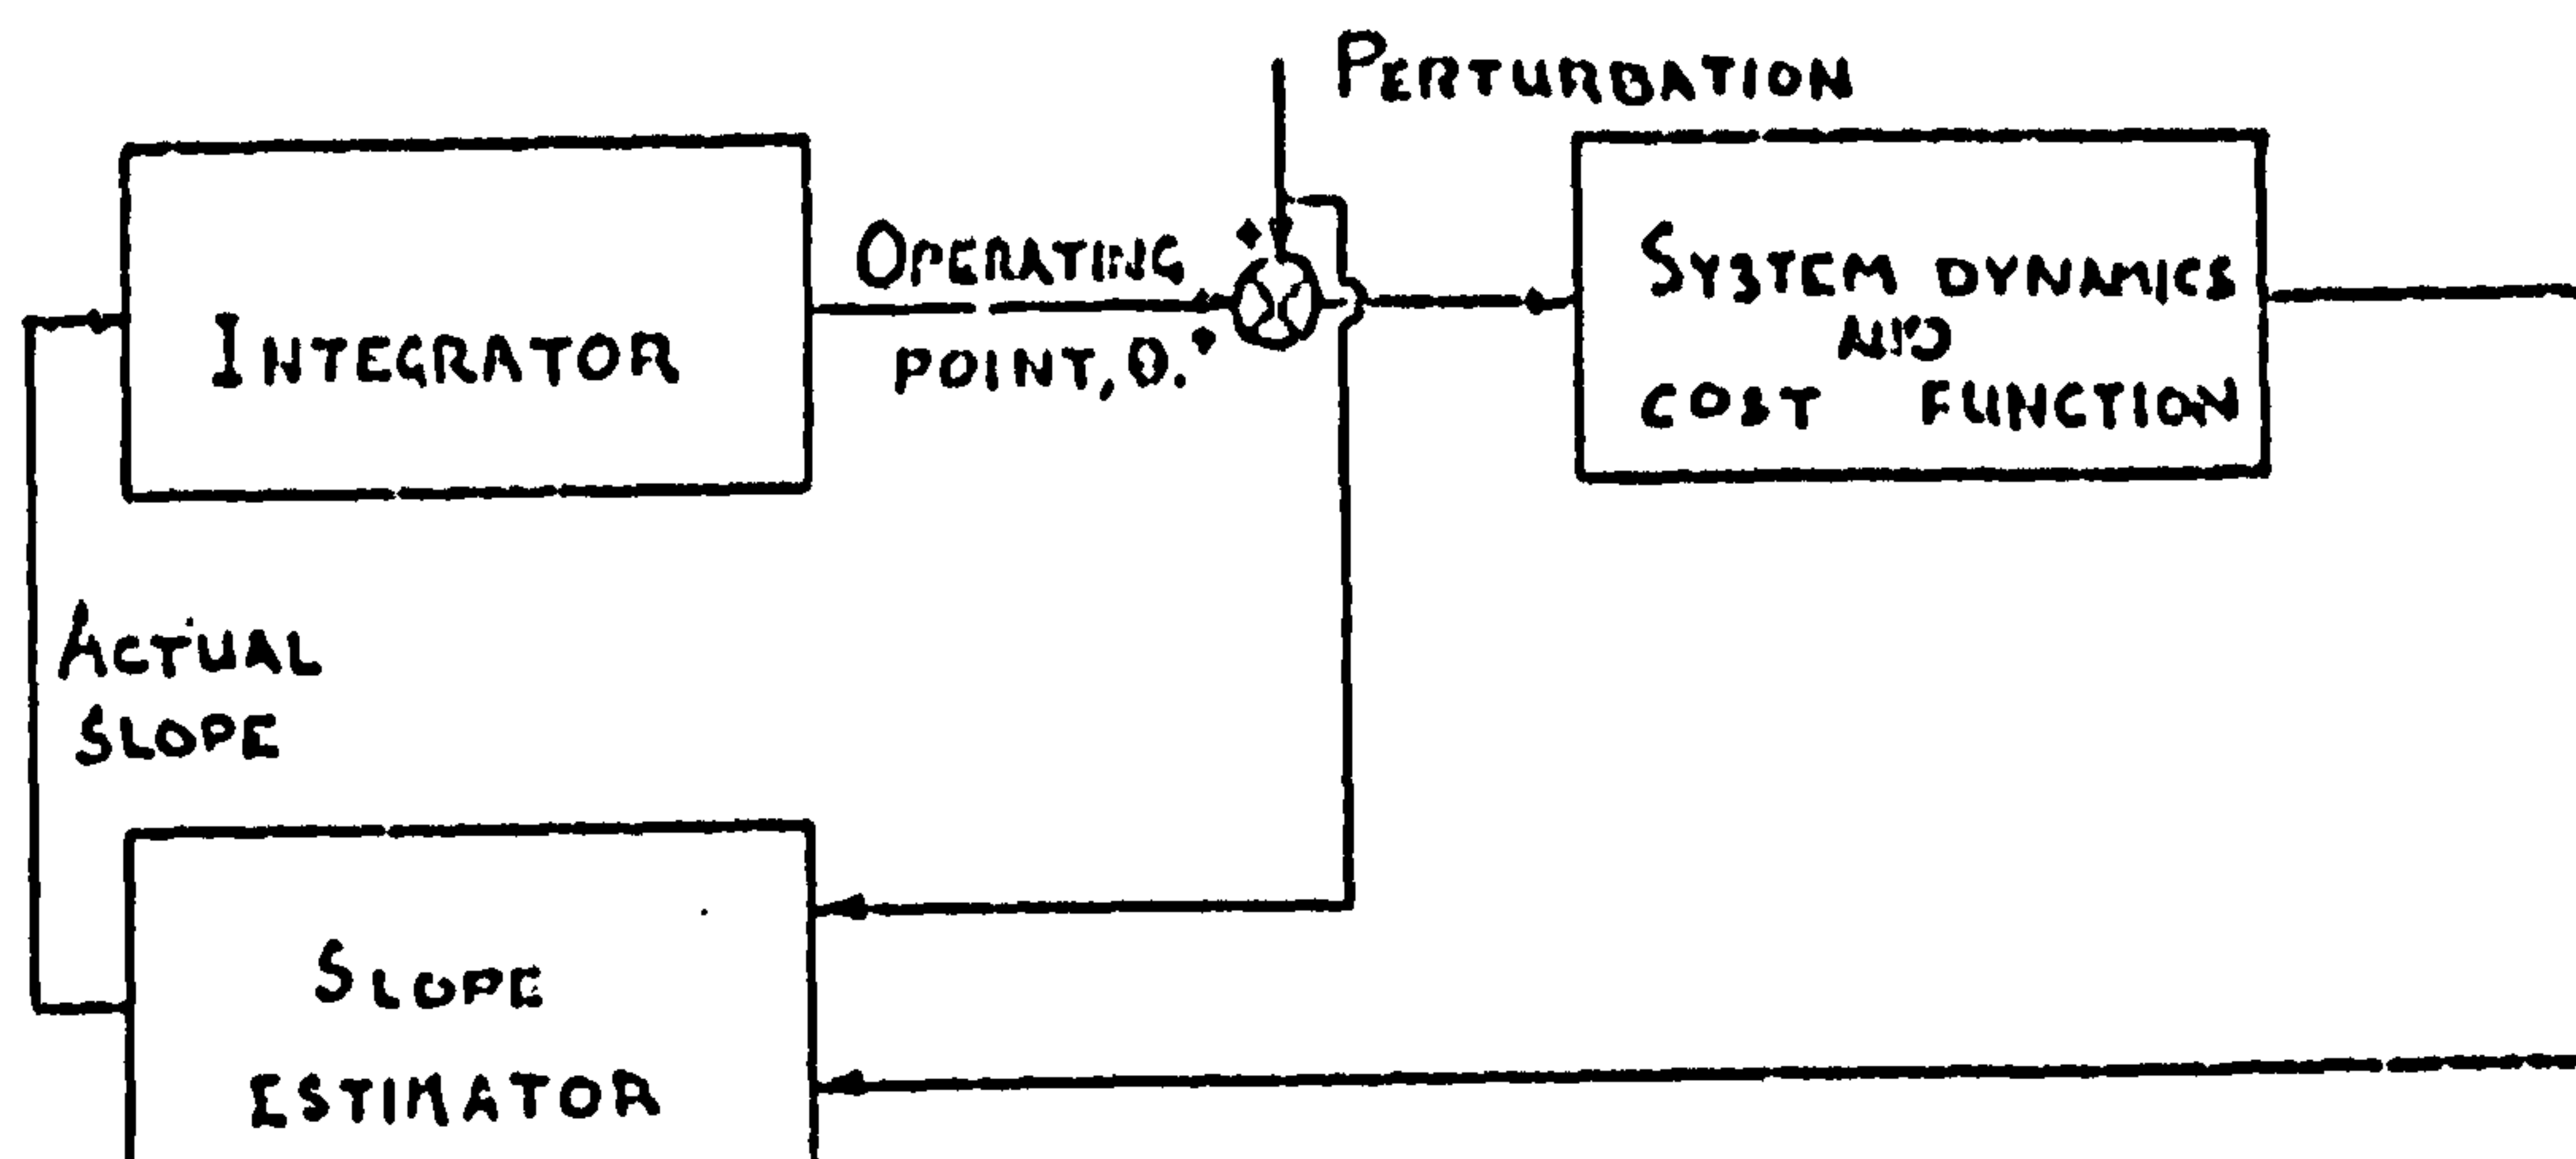 PERTURBATION
INTEGRATOR
OPERATING
POINT, θ.
SYSTEM DYNAMICS
AND
COST FUNCTION
ACTUAL
SLOPE
SLOPE
ESTIMATOR